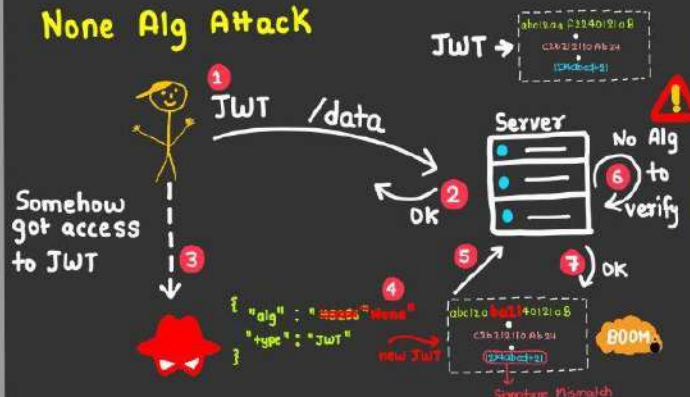 None Alg Attack
JWT →
1
JWT
/data
Server
No Alg
to
verify
6
2
OK
Somehow
got access
to JWT
3
4
5
7
OK
{
"alg" : "HS256" "None"
"type" : "JWT"
}
new JWT
BOOM
Signature Mismatch